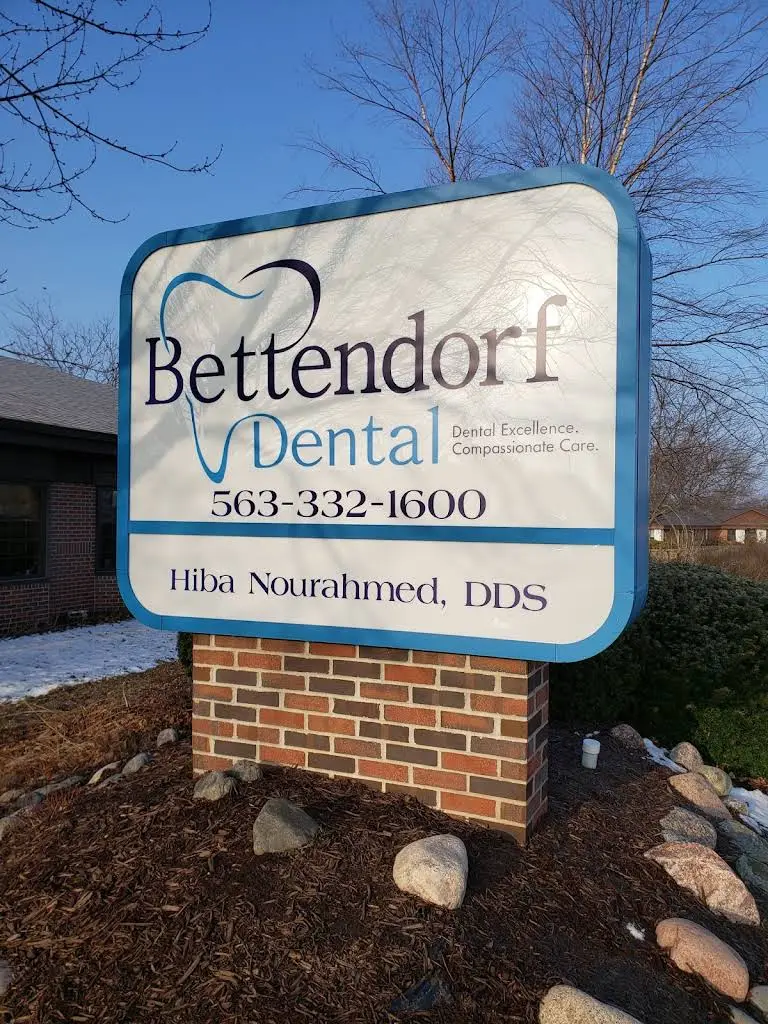 Bettendorf
Dental
Dental Excellence.
Compassionate Care.
563-332-1600
Hiba Nourahmed, DDS